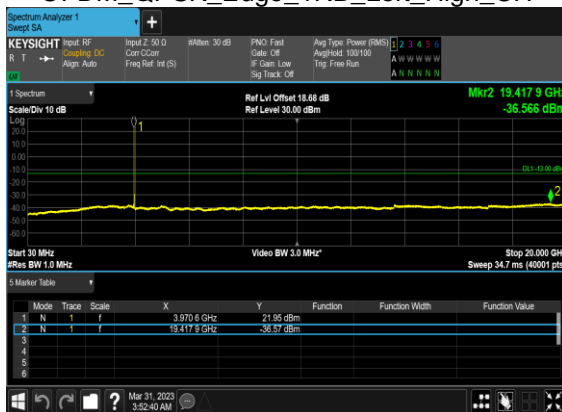 Spectrum Analyzer 1
Swept SA
KEYSIGHT Input: RF Input Z: 50 Ω #Atten: 30 dB PNO: Fast Avg Type: Power (RMS) 1 2 3 4 5 6
R T Coupling: DC Corr CCorr Gate: Off Avg|Hold: 100/100 A W W W W W
Align: Auto Freq Ref: Int (S) IF Gain: Low Trig: Free Run
LU Sig Track: Off A N N N N N
1 Spectrum Ref Lvl Offset 18.68 dB Mkr2 19.417 9 GHz
Scale/Div 10 dB Ref Level 30.00 dBm -36.566 dBm
Log
20.0
10.0
0.00
-10.0
-20.0
-30.0
-40.0
-50.0
-60.0
1
DL1 -13.00 dBm
2
Start 30 MHz Video BW 3.0 MHz* Stop 20.000 GHz
#Res BW 1.0 MHz Sweep 34.7 ms (40001 pts)
5 Marker Table
Mode Trace Scale X Y Function Function Width Function Value
1 N 1 f 3.970 6 GHz 21.95 dBm
2 N 1 f 19.417 9 GHz -36.57 dBm
3
4
5
6
Mar 31, 2023
3:52:40 AM